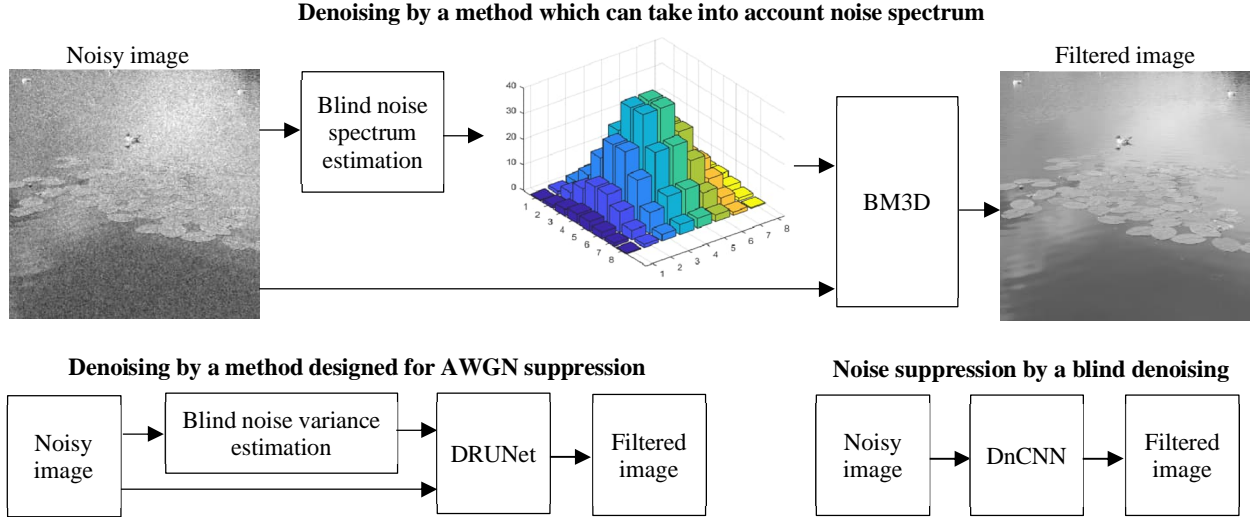 Denoising by a method which can take into account noise spectrum
Noisy image
Filtered image
Blind noise
spectrum
estimation
40
30
20
10
0
1
2
3
4
5
6
7
8
1
2
3
4
5
6
7
8
BM3D
Denoising by a method designed for AWGN suppression
Noise suppression by a blind denoising
Noisy
image
Blind noise variance
estimation
DRUNet
Filtered
image
Noisy
image
DnCNN
Filtered
image